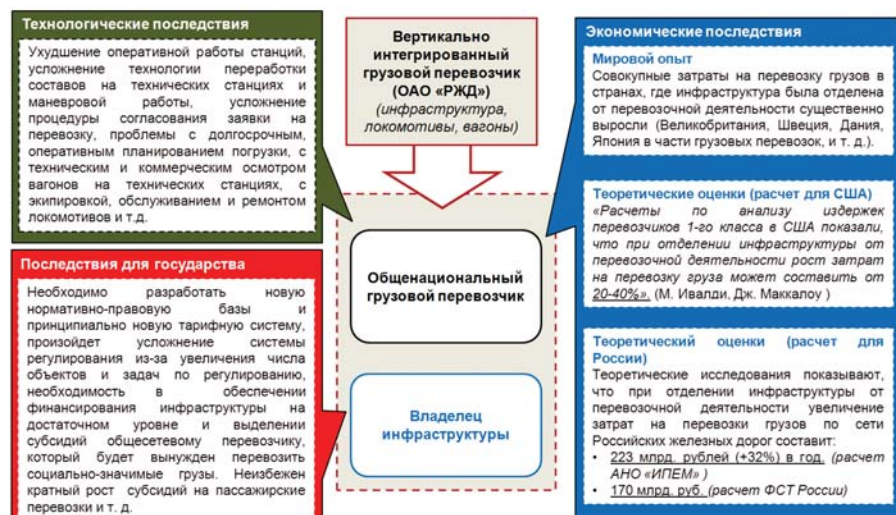 Технологические последствия
Ухудшение оперативной работы станций,
усложнение технологии переработки
составов на технических станциях и
маневровой работы, усложнение
процедуры согласования заявки на
перевозку, проблемы с долгосрочным,
оперативным планированием погрузки, с
техническим и коммерческом осмотром
вагонов на технических станциях, с
экипировкой, обслуживанием и ремонтом
локомотивов и т.д.
Последствия для государства
Необходимо разработать новую
нормативно-правовую базы и
принципиально новую тарифную систему,
произойдет усложнение системы
регулирования из-за увеличения числа
объектов и задач по регулированию,
необходимость в обеспечении
финансирования инфраструктуры на
достаточном уровне и выделении
субсидий общесетевому перевозчику,
который будет вынужден перевозить
социально-значимые грузы. Неизбежен
кратный рост субсидий на пассажирские
перевозки и т. д.
Вертикально
интегрированный
грузовой перевозчик
(ОАО «РЖД»)
(инфраструктура,
локомотивы, вагоны)
Общенациональный
грузовой перевозчик
Владелец
инфраструктуры
Экономические последствия
Мировой опыт
Совокупные затраты на перевозку грузов в
странах, где инфраструктура была отделена
от перевозочной деятельности существенно
выросли (Великобритания, Швеция, Дания,
Япония в части грузовых перевозок, и т. д.).
Теоретические оценки (расчет для США)
«Расчеты по анализу издержек
перевозчиков 1-го класса в США показали,
что при отделении инфраструктуры от
перевозочной деятельности рост затрат
на перевозку груза может составить от
20-40%». (М. Ивалди, Дж. Маккалоу )
Теоретический оценки (расчет для
России)
Теоретические исследования показывают,
что при отделении инфраструктуры от
перевозочной деятельности увеличение
затрат на перевозки грузов по сети
Российских железных дорог составит:
• 223 млрд. рублей (+32%) в год. (расчет
АНО «ИПЕМ» )
• 170 млрд. руб. (расчет ФСТ России)